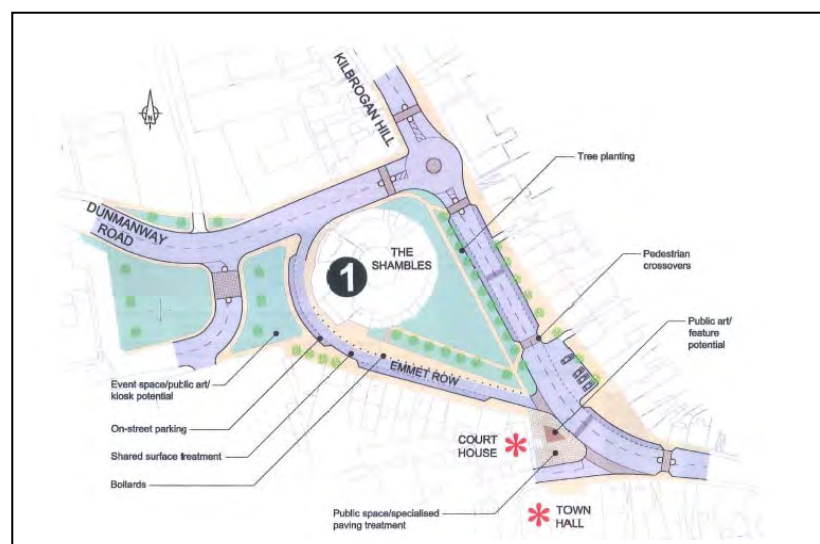 KILBROGAN HILL
N
Tree planting
DUNMANWAY
ROAD
THE
SHAMBLES
1
Pedestrian
crossovers
Public art/
feature
potential
EMMET ROW
Event space/public art/
kiosk potential
On-street parking
Shared surface treatment
Bollards
COURT
HOUSE
Public space/specialised
paving treatment
TOWN
HALL